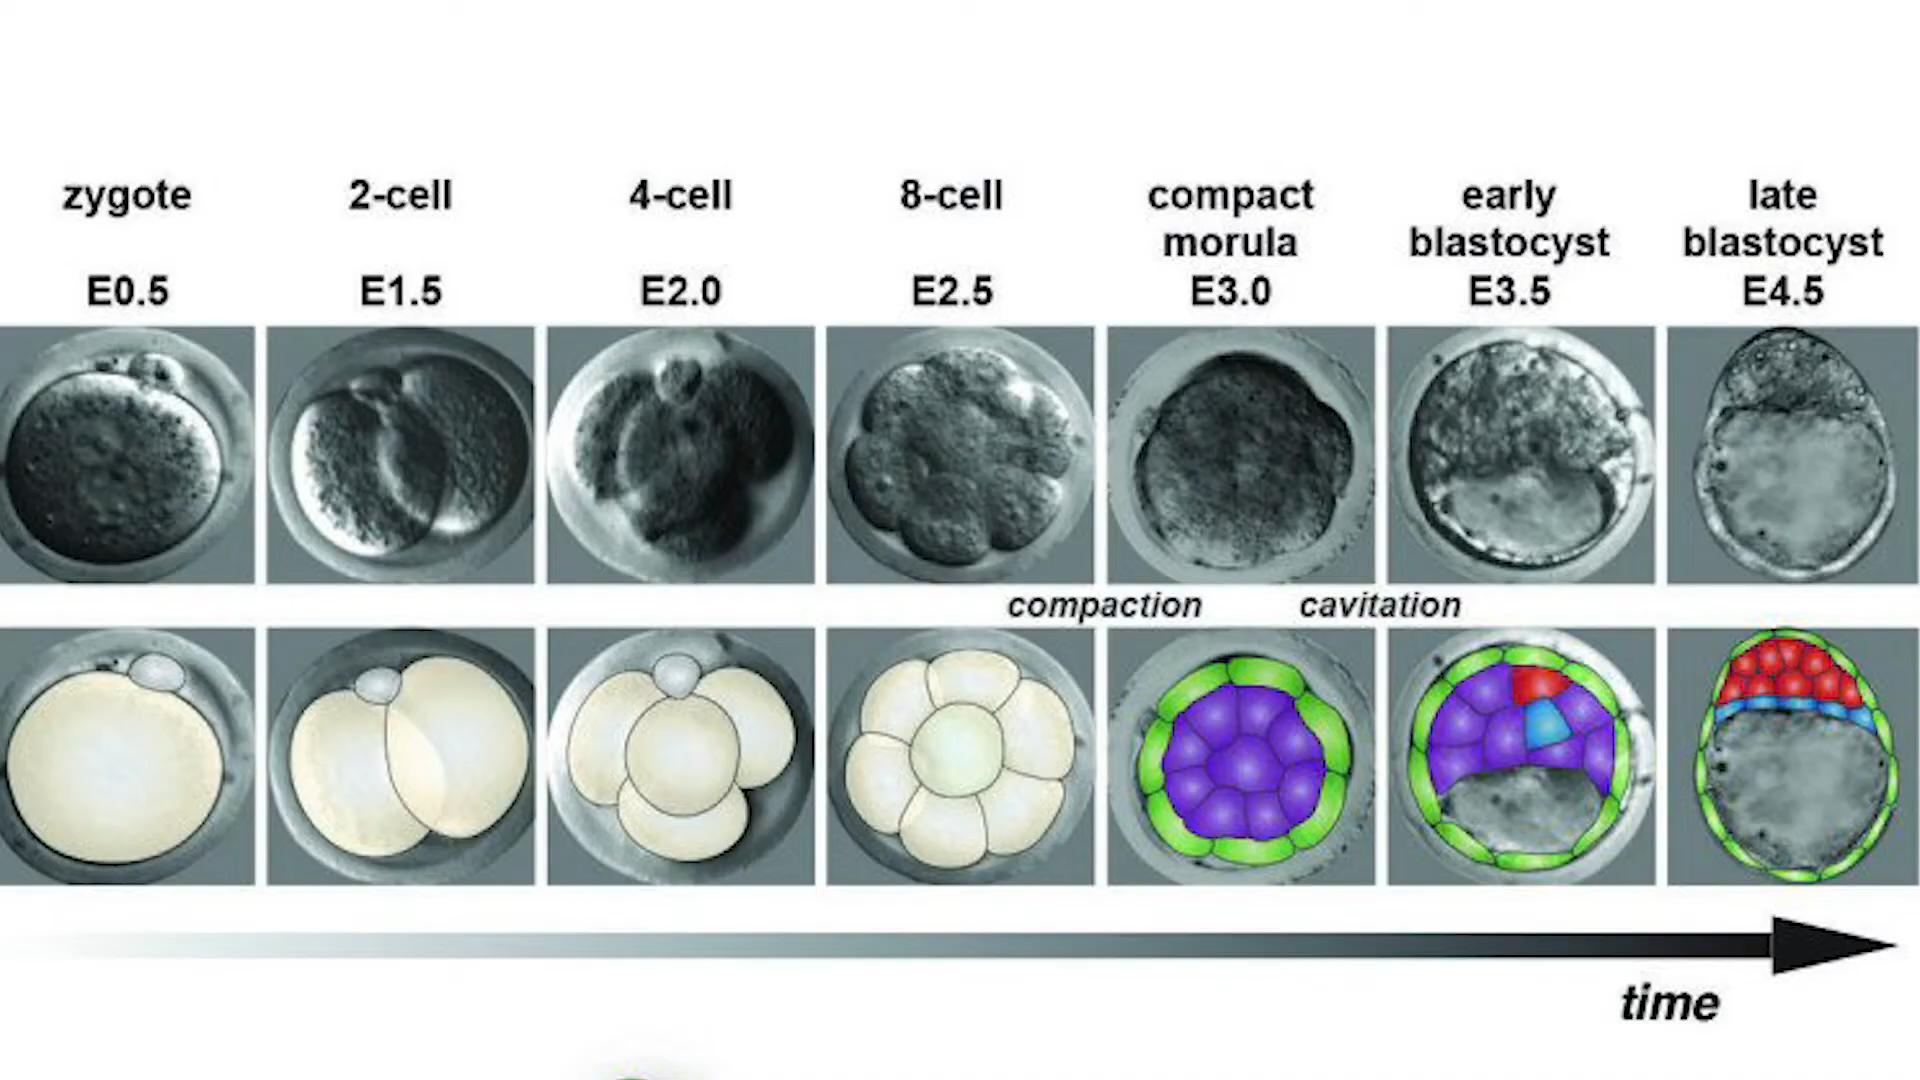 zygote
E0.5
2-cell
E1.5
4-cell
E2.0
8-cell
E2.5
compact
morula
E3.0
early
blastocyst
E3.5
late
blastocyst
E4.5
compaction
cavitation
time